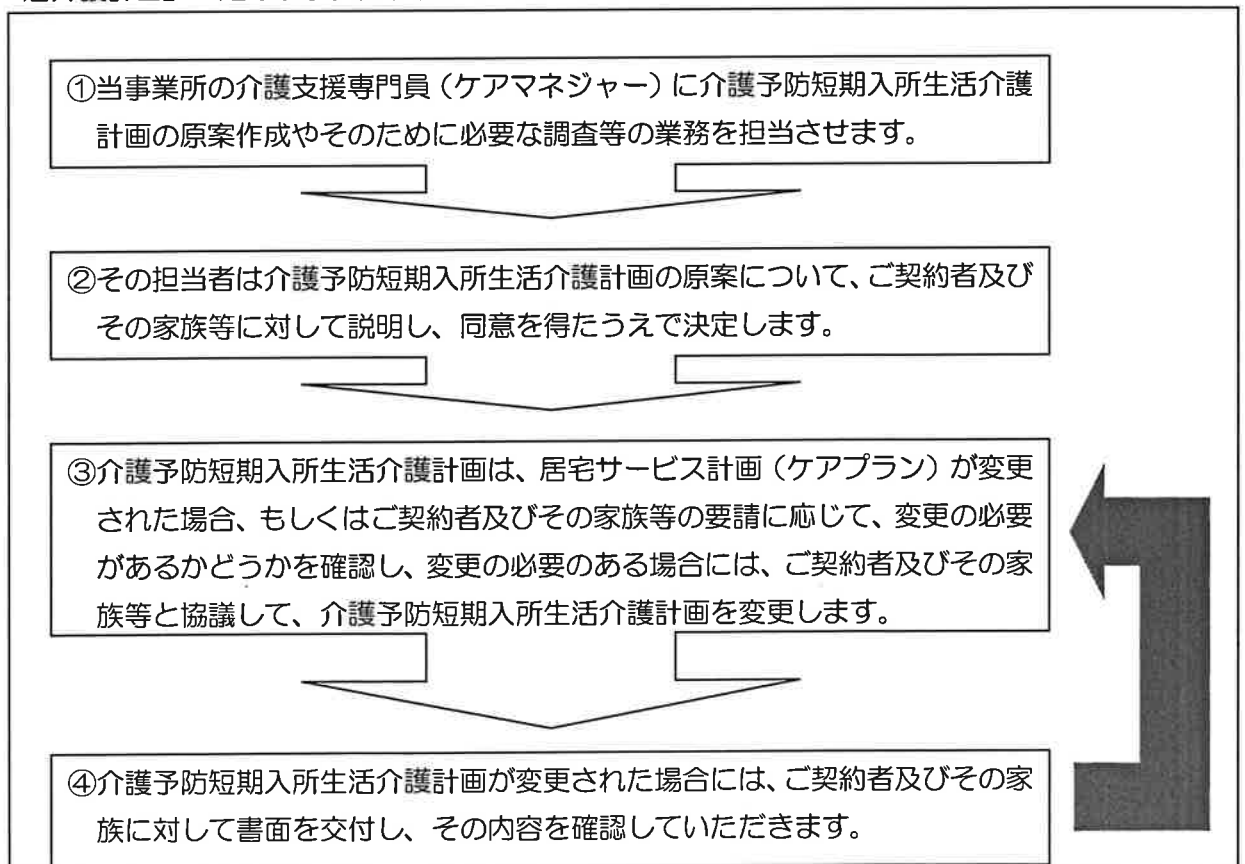 ①当事業所の介護支援専門員（ケアマネジャー）に介護予防短期入所生活介護
計画の原案作成やそのために必要な調査等の業務を担当させます。
②その担当者は介護予防短期入所生活介護計画の原案について、ご契約者及び
その家族等に対して説明し、同意を得たうえで決定します。
③介護予防短期入所生活介護計画は、居宅サービス計画（ケアプラン）が変更
された場合、もしくはご契約者及びその家族等の要請に応じて、変更の必要
があるかどうかを確認し、変更の必要のある場合には、ご契約者及びその家
族等と協議して、介護予防短期入所生活介護計画を変更します。
④介護予防短期入所生活介護計画が変更された場合には、ご契約者及びその家
族に対して書面を交付し、その内容を確認していただきます。